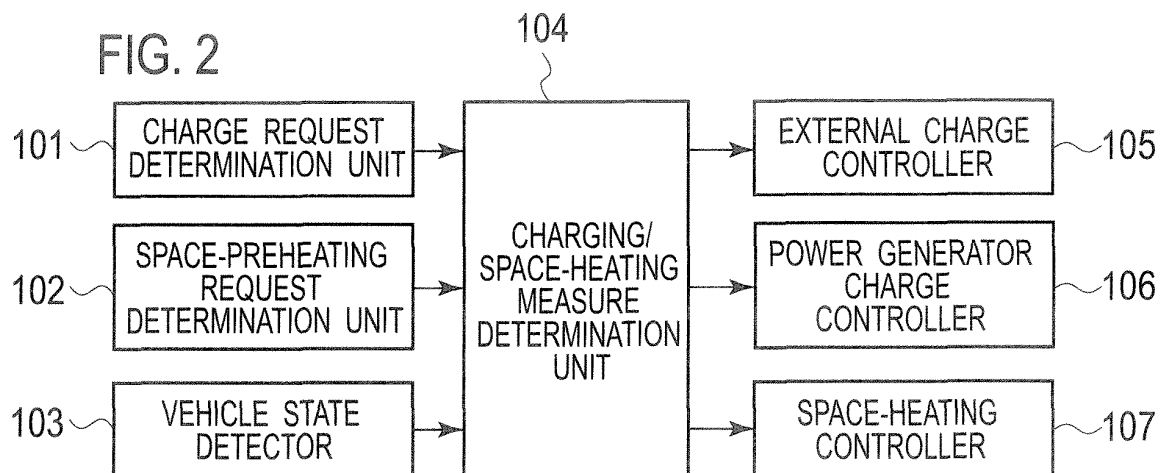 FIG. 2
104
101
CHARGE REQUEST
DETERMINATION UNIT
102
SPACE-PREHEATING
REQUEST
DETERMINATION UNIT
103
VEHICLE STATE
DETECTOR
CHARGING/
SPACE-HEATING
MEASURE
DETERMINATION
UNIT
EXTERNAL CHARGE
CONTROLLER
105
POWER GENERATOR
CHARGE
CONTROLLER
106
SPACE-HEATING
CONTROLLER
107